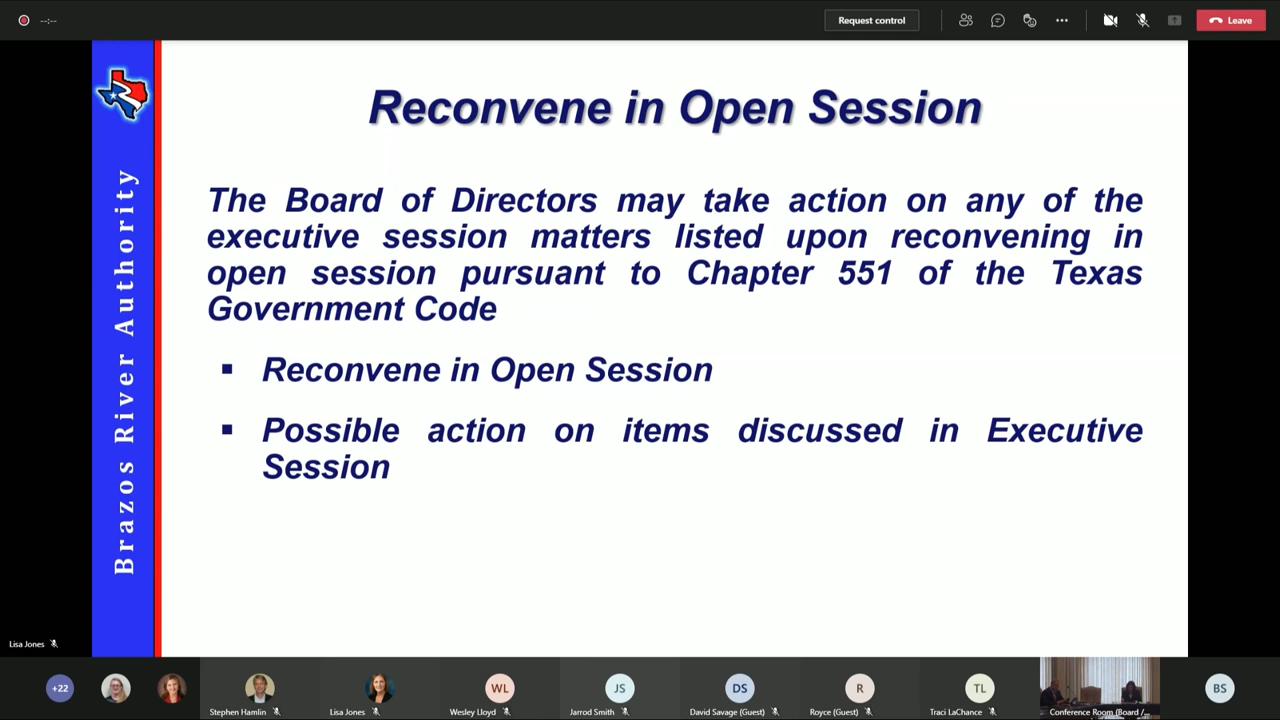 --:--
Request control
Leave
Brazos River Authority
Reconvene in Open Session
The Board of Directors may take action on any of the
executive session matters listed upon reconvening in
open session pursuant to Chapter 551 of the Texas
Government Code
▪ Reconvene in Open Session
▪ Possible action on items discussed in Executive
Session
Lisa Jones
+22
Stephen Hamlin
Lisa Jones
WL
Wesley Lloyd
JS
Jarrod Smith
DS
David Savage (Guest)
R
Royce (Guest)
TL
Traci LaChance
Conference Room (Board /...
BS